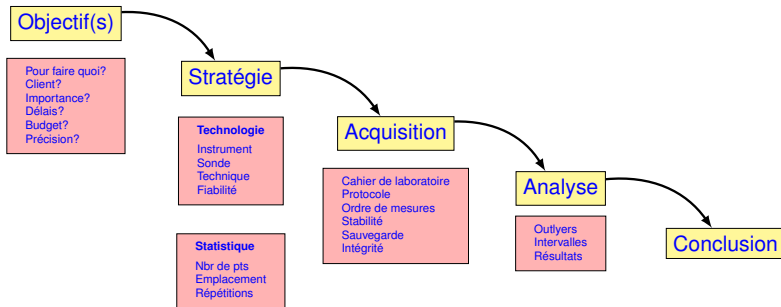 Objectif(s)
Pour faire quoi?
Client?
Importance?
Délais?
Budget?
Précition?
Stratégie
Technologie
Instrument
Sonde
Technique
Fiabilité
Statistique
Nbr de pts
Emplacement
Répétitions
Acquisition
Cahier de laboratoire
Protocole
Ordre de mesures
Stabilité
Sauvegarde
Intégrité
Analyse
Outlyers
Intervalles
Résultats
Conclusion